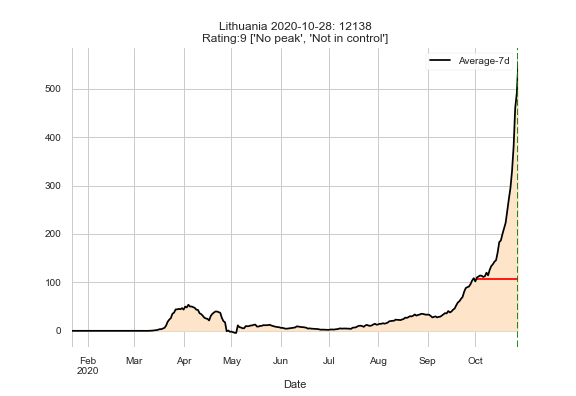 Lithuania 2020-10-28: 12138
Rating:9 ['No peak', 'Not in control']
Average-7d
500
400
300
200
100
0
Feb Mar Apr May Jun Jul Aug Sep Oct
2020
Date